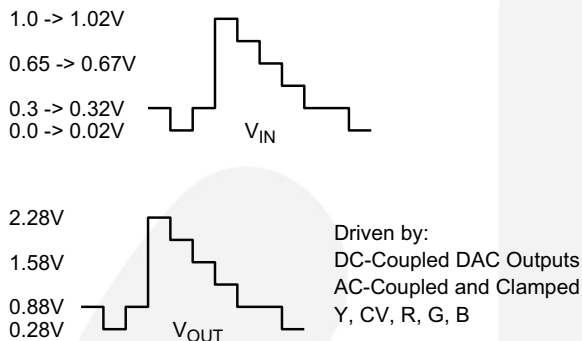 1.0 -> 1.02V
0.65 -> 0.67V
0.3 -> 0.32V
0.0 -> 0.02V
VIN
2.28V
1.58V
0.88V
0.28V
VOUT
Driven by:
DC-Coupled DAC Outputs
AC-Coupled and Clamped
Y, CV, R, G, B